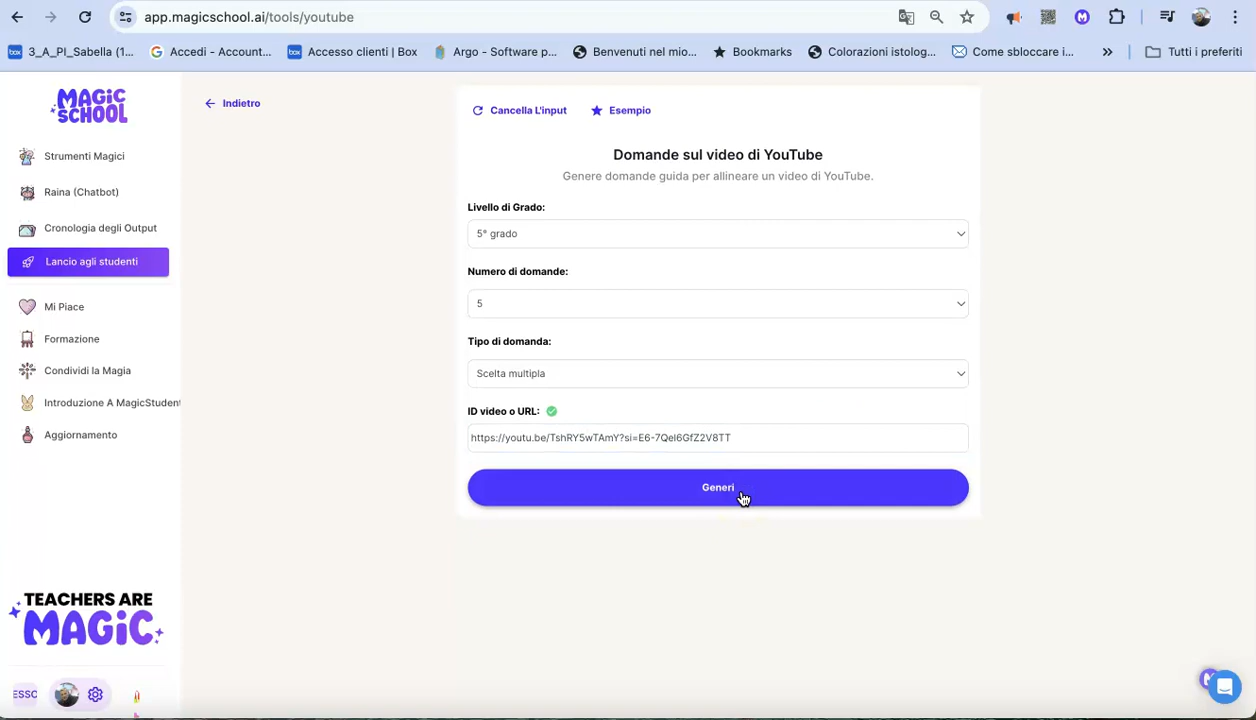 app.magicschool.ai/tools/youtube
3_A_PI_Sabella (1...
Accedi - Account...
Accesso clienti | Box
Argo - Software p...
Benvenuti nel mio...
Bookmarks
Colorazioni istolog...
Come sbloccare i...
Tutti i preferiti
MAGIC
SCHOOL
Strumenti Magici
Raina (Chatbot)
Cronologia degli Output
Lancio agli studenti
Mi Piace
Formazione
Condividi la Magia
Introduzione A MagicStudent
Aggiornamento
TEACHERS ARE
MAGIC
ESSO
Indietro
Cancella L'input
Esempio
Domande sul video di YouTube
Genere domande guida per allineare un video di YouTube.
Livello di Grado:
5° grado
Numero di domande:
5
Tipo di domanda:
Scelta multipla
ID video o URL:
https://youtu.be/TshRY5wTAmY?si=E6-7QeI6GfZ2V8TT
Generi